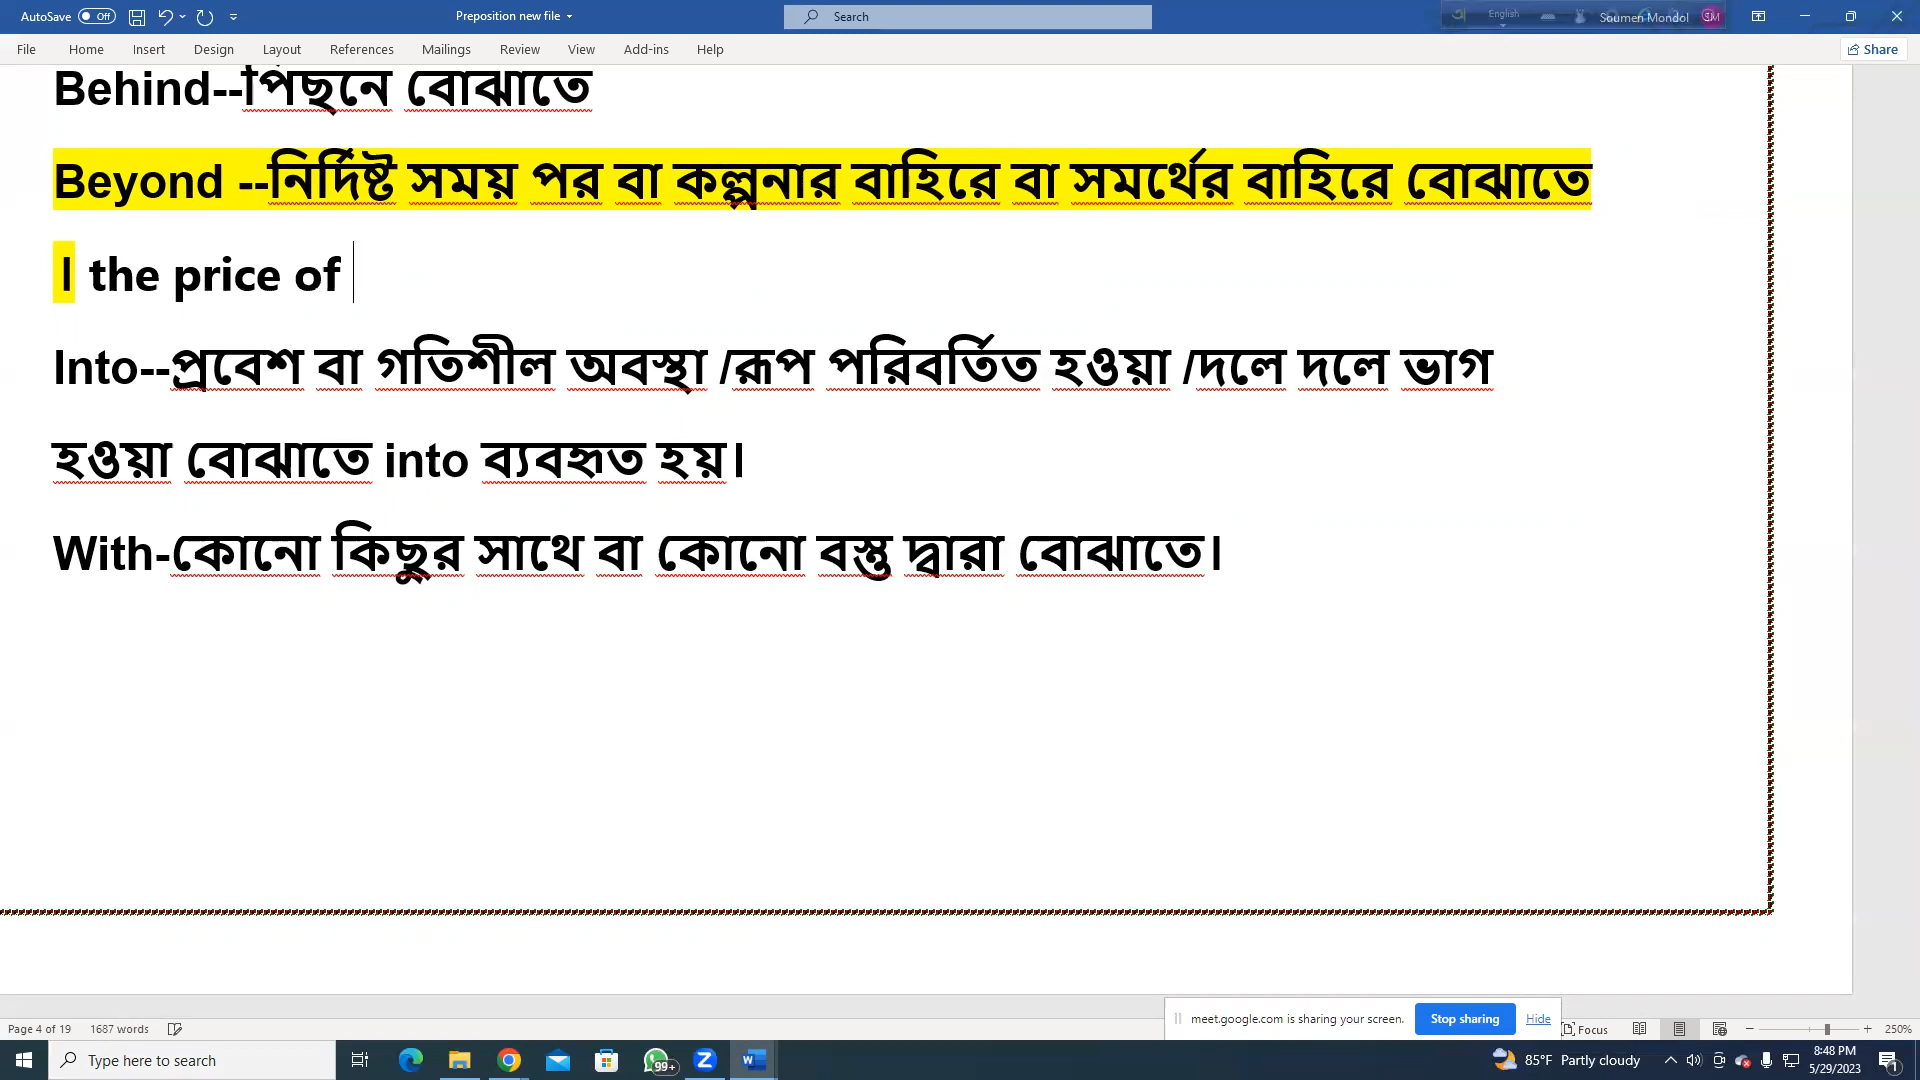 AutoSave Off Preposition new file Search English Soumen Mondol SM
File Home Insert Design Layout References Mailings Review View Add-ins Help Share
Behind--পিছনে বোঝাতে
Beyond --নির্দিষ্ট সময় পর বা কল্পনার বাহিরে বা সমর্থের বাহিরে বোঝাতে
I the price of
Into--প্রবেশ বা গতিশীল অবস্থা /রূপ পরিবর্তিত হওয়া /দলে দলে ভাগ
হওয়া বোঝাতে into ব্যবহৃত হয়।
With-কোনো কিছুর সাথে বা কোনো বস্তু দ্বারা বোঝাতে।
meet.google.com is sharing your screen. Stop sharing Hide
Page 4 of 19 1687 words Focus 250%
Type here to search 99+ 85°F Partly cloudy 8:48 PM
5/29/2023 1